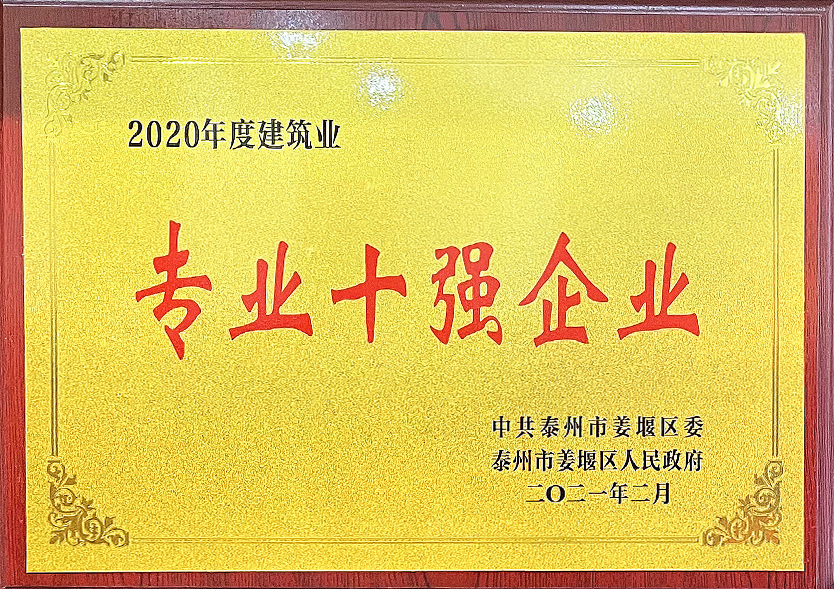 2020年度建筑业
专业十强企业
中共泰州市姜堰区委
泰州市姜堰区人民政府
二〇二一年二月